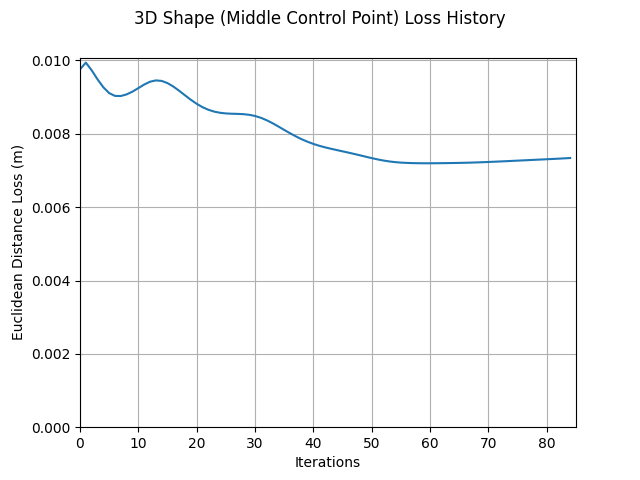 3D Shape (Middle Control Point) Loss History
0.010
0.008
0.006
0.004
0.002
0.000
Euclidean Distance Loss (m)
0 10 20 30 40 50 60 70 80
Iterations